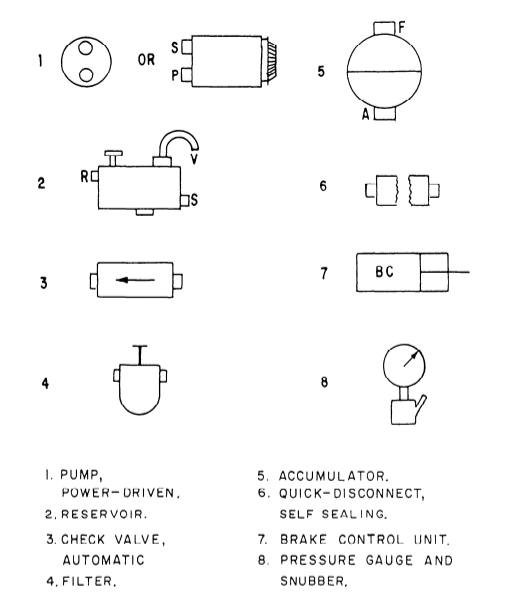 1
OR
S
P
5
F
A
2
R
V
S
6
3
7
BC
4
8
1. PUMP,
POWER-DRIVEN.
2. RESERVOIR.
3. CHECK VALVE,
AUTOMATIC
4. FILTER.
5. ACCUMULATOR.
6. QUICK-DISCONNECT,
SELF SEALING.
7. BRAKE CONTROL UNIT.
8. PRESSURE GAUGE AND
SNUBBER.